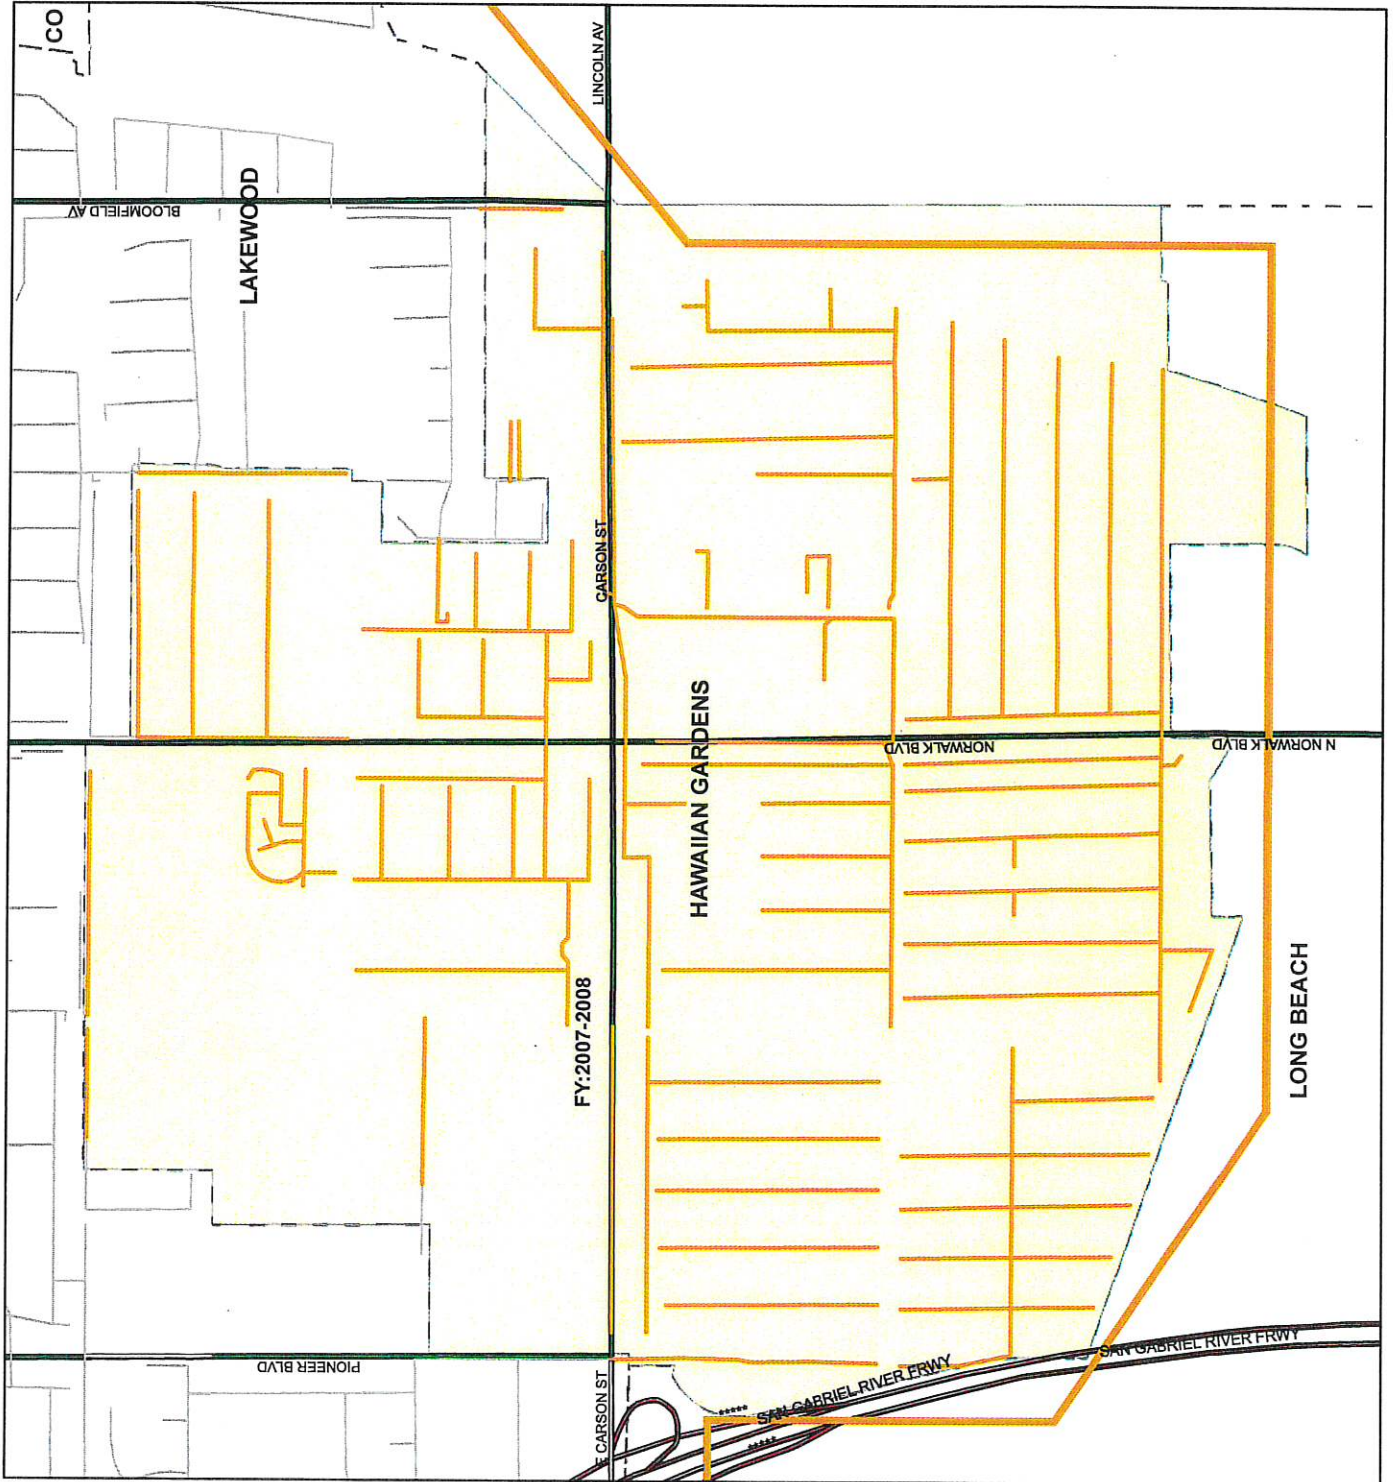 CO
LINCOLN AV
BLOOMFIELD AV
LAKEWOOD
CARSON ST
HAWAIIAN GARDENS
NORWALK BLVD
N NORWALK BLVD
FY:2007-2008
LONG BEACH
PIONEER BLVD
E CARSON ST
SAN GABRIEL RIVER FRWY
SAN GABRIEL RIVER FRWY
*****
*****